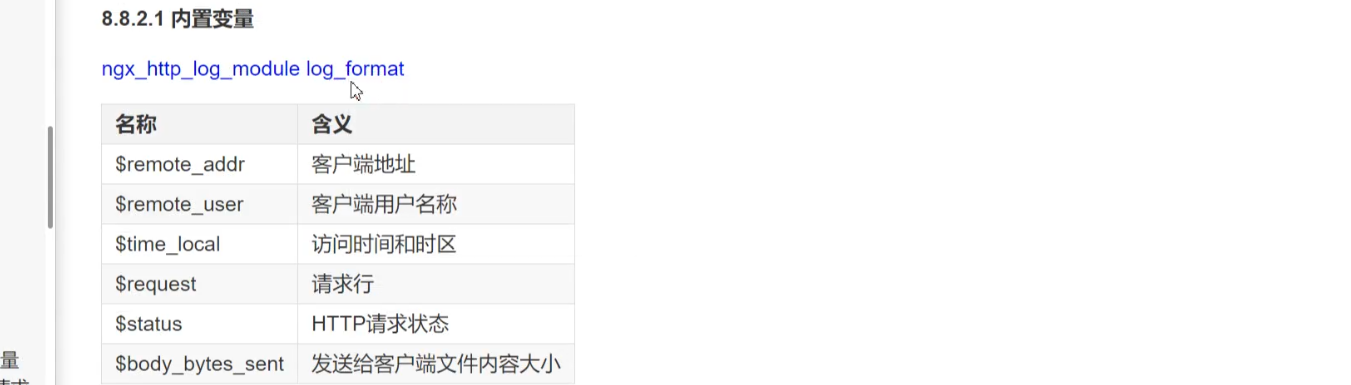 8.8.2.1 内置变量
ngx_http_log_module log_format
名称 含义
$remote_addr 客户端地址
$remote_user 客户端用户名称
$time_local 访问时间和时区
$request 请求行
$status HTTP请求状态
$body_bytes_sent 发送给客户端文件内容大小
量